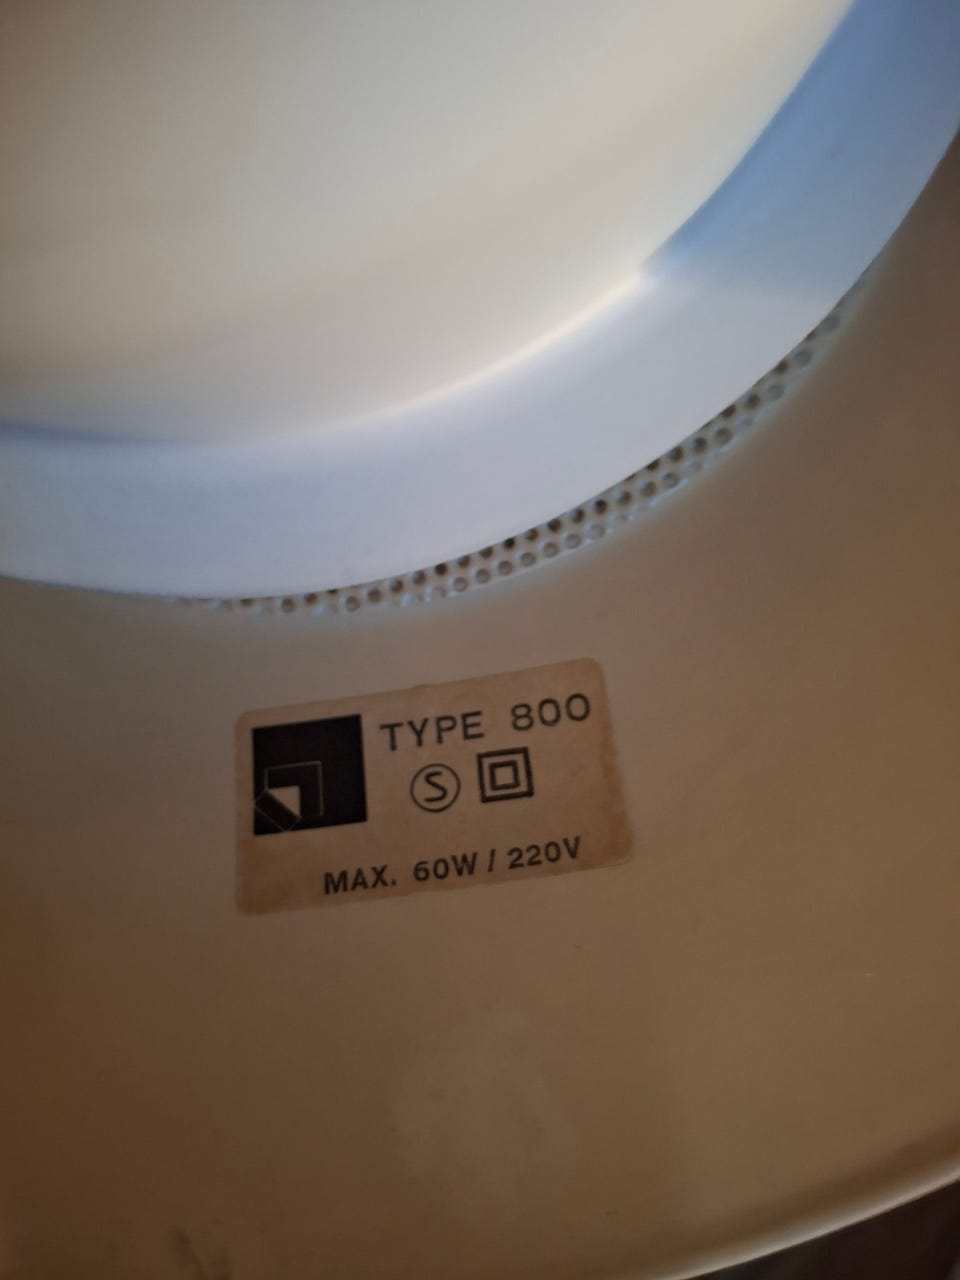 TYPE 800
S
MAX. 60W / 220V